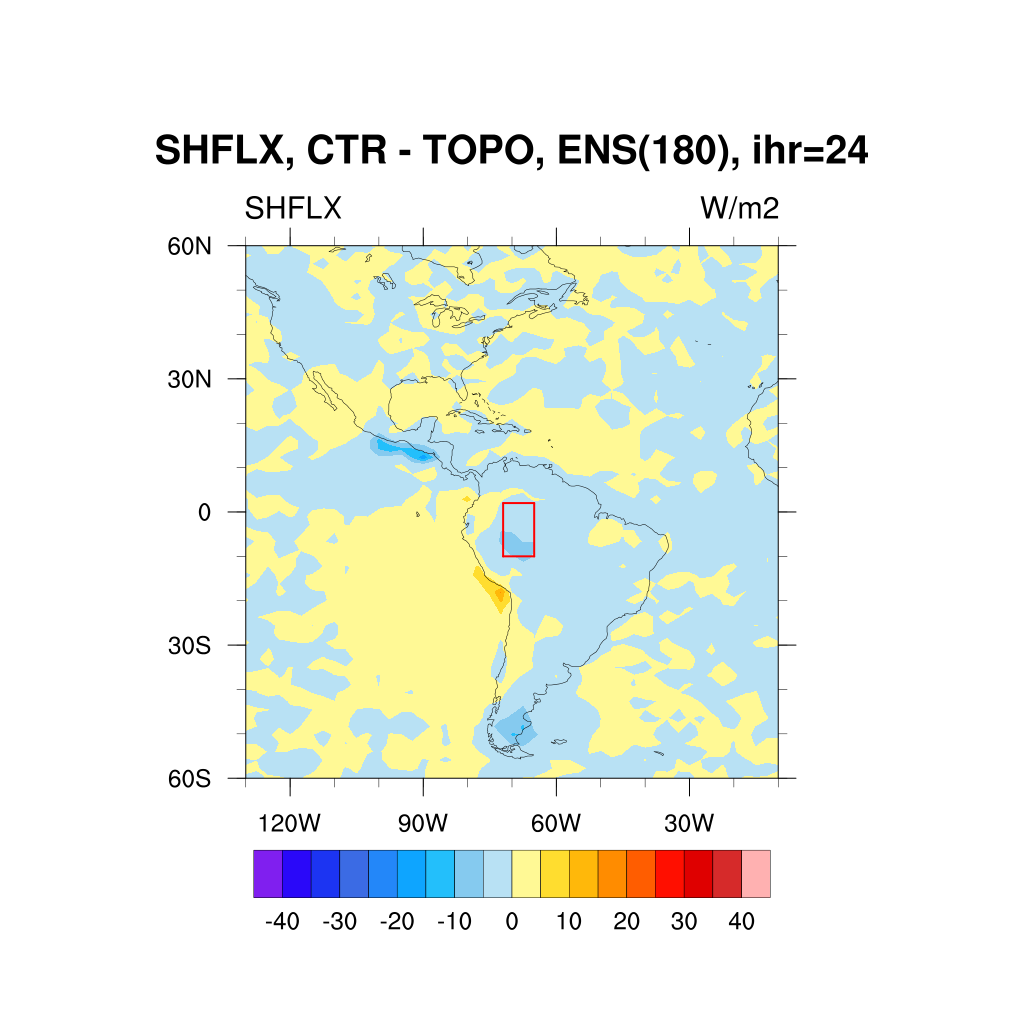 SHFLX, CTR - TOPO, ENS(180), ihr=24
SHFLX W/m2
60N
30N
0
30S
60S
120W 90W 60W 30W
-40 -30 -20 -10 0 10 20 30 40